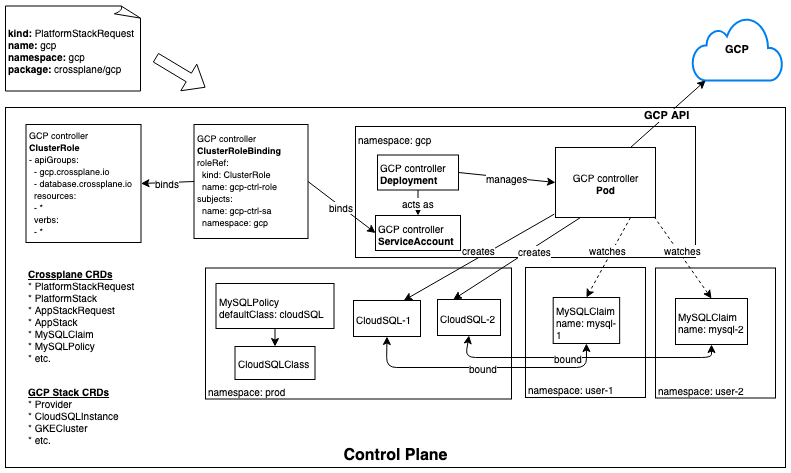 kind: PlatformStackRequest
name: gcp
namespace: gcp
package: crossplane/gcp
GCP
GCP API
GCP controller
ClusterRole
- apiGroups:
- gcp.crossplane.io
- database.crossplane.io
resources:
- *
verbs:
- *
binds
GCP controller
ClusterRoleBinding
roleRef:
kind: ClusterRole
name: gcp-ctrl-role
subjects:
name: gcp-ctrl-sa
namespace: gcp
binds
namespace: gcp
GCP controller
Deployment
manages
acts as
GCP controller
ServiceAccount
GCP controller
Pod
creates
creates
watches
watches
Crossplane CRDs
* PlatformStackRequest
* PlatformStack
* AppStackRequest
* AppStack
* MySQLClaim
* MySQLPolicy
* etc.
GCP Stack CRDs
* Provider
* CloudSQLInstance
* GKECluster
* etc.
MySQLPolicy
defaultClass: cloudSQL
CloudSQLClass
CloudSQL-1
CloudSQL-2
namespace: prod
MySQLClaim
name: mysql-
1
namespace: user-1
MySQLClaim
name: mysql-2
namespace: user-2
bound
bound
Control Plane